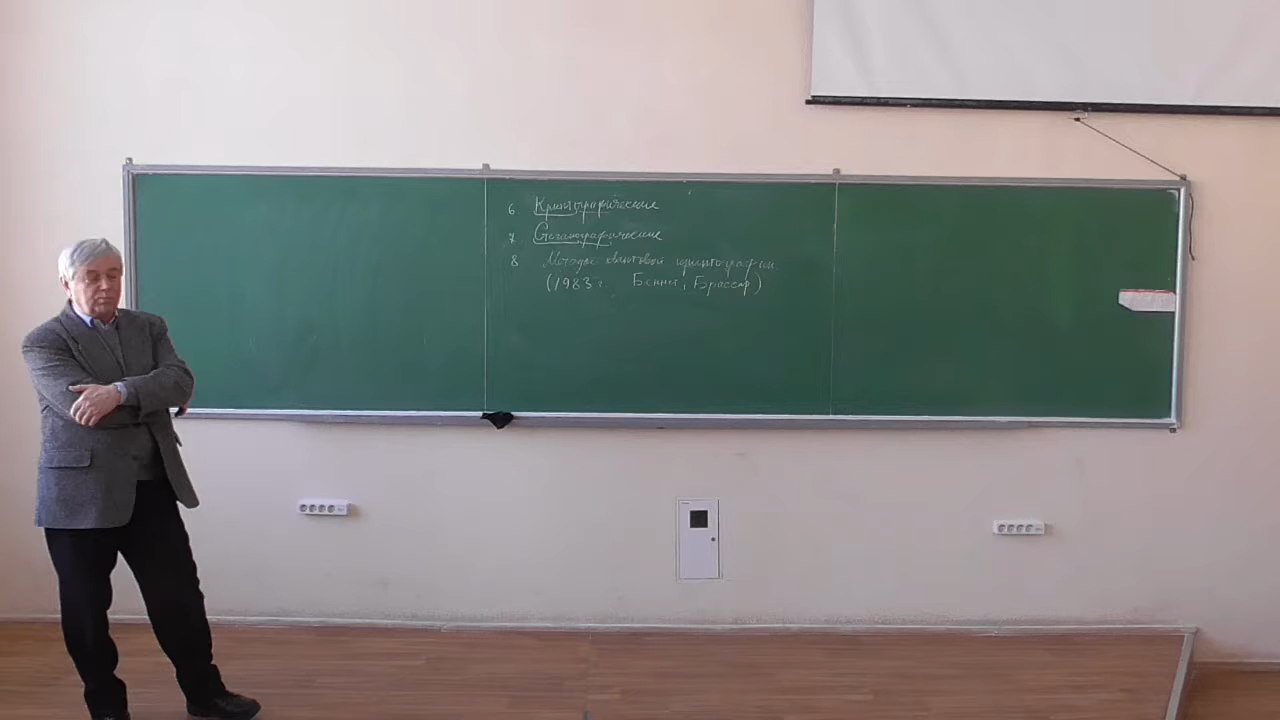 6 Криптографические
7 Стеганографические
8 Методы квантовой криптографии
(1983 г. Беннет, Брассар)